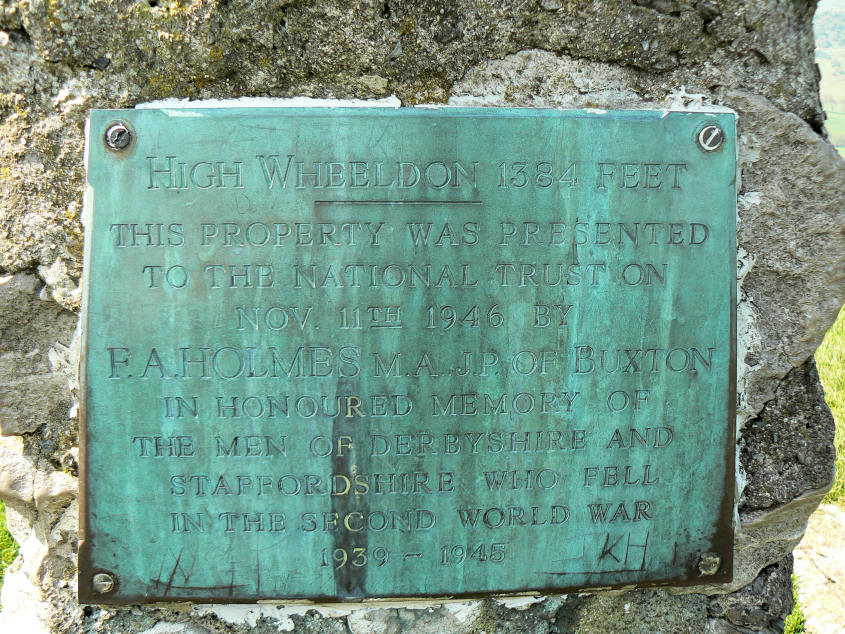 HIGH WHEELDON 1384 FEET
THIS PROPERTY WAS PRESENTED
TO THE NATIONAL TRUST ON
NOV. 11TH 1946 BY
F.A. HOLMES M.A., J.P. OF BUXTON
IN HONOURED MEMORY OF
THE MEN OF DERBYSHIRE AND
STAFFORDSHIRE WHO FELL
IN THE SECOND WORLD WAR
1939 – 1945
KH